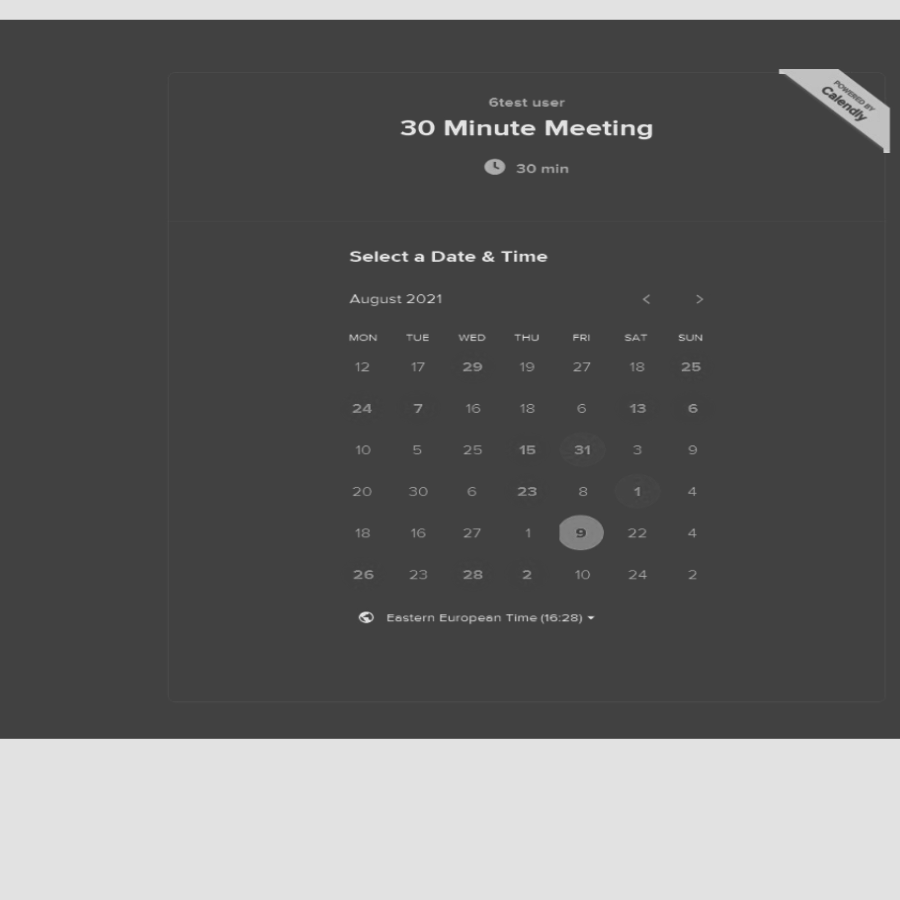 6test user
30 Minute Meeting
30 min
POWERED BY
Calendly
Select a Date & Time
August 2021
MON TUE WED THU FRI SAT SUN
12 17 29 19 27 18 25
24 7 16 18 6 13 6
10 5 25 15 31 3 9
20 30 6 23 8 1 4
18 16 27 1 9 22 4
26 23 28 2 10 24 2
Eastern European Time (16:28)